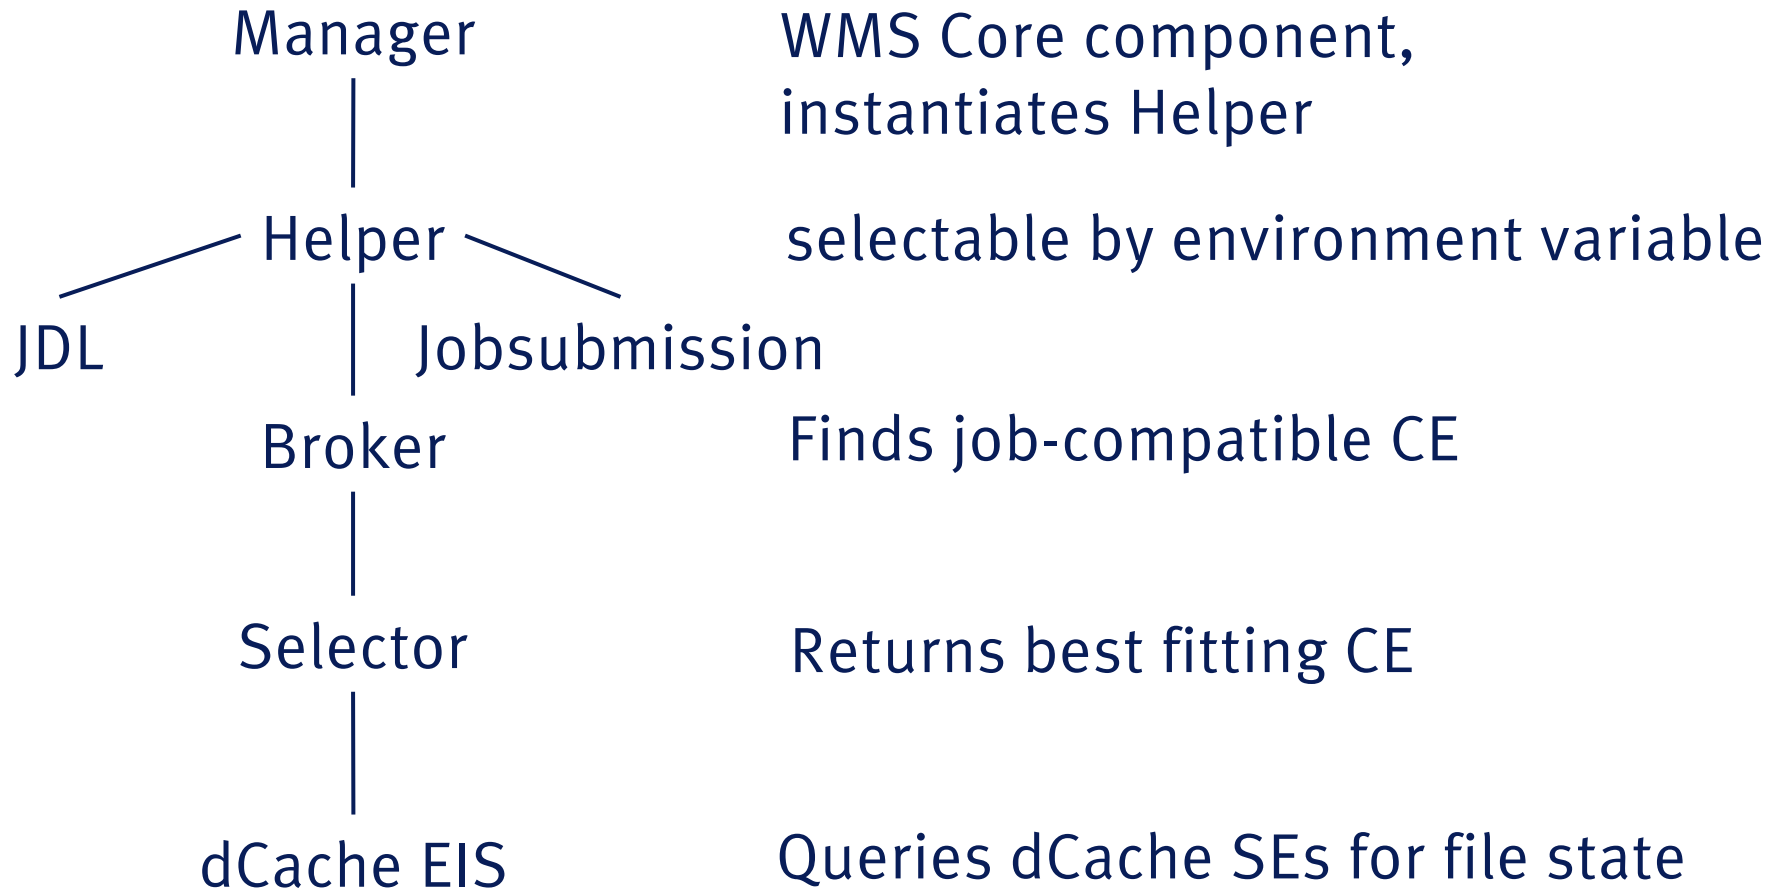 Manager
WMS Core component,
instantiates Helper
Helper
selectable by environment variable
JDL
Jobsubmission
Broker
Finds job-compatible CE
Selector
Returns best fitting CE
dCache EIS
Queries dCache SEs for file state